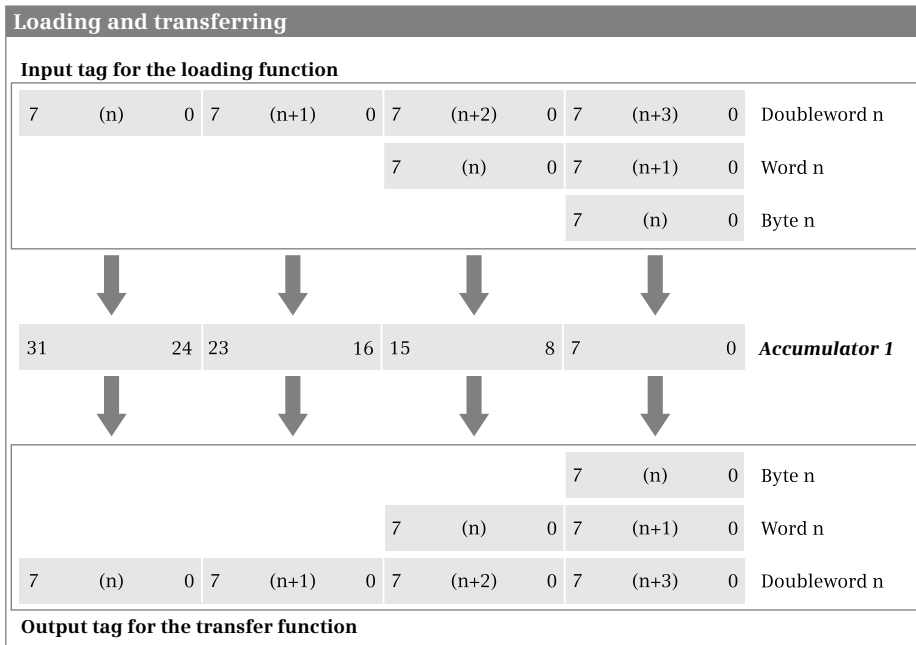 Loading and transferring
Input tag for the loading function
7 (n) 0 7 (n+1) 0 7 (n+2) 0 7 (n+3) 0 Doubleword n
7 (n) 0 7 (n+1) 0 Word n
7 (n) 0 Byte n
31 24 23 16 15 8 7 0 Accumulator 1
7 (n) 0 Byte n
7 (n) 0 7 (n+1) 0 Word n
7 (n) 0 7 (n+1) 0 7 (n+2) 0 7 (n+3) 0 Doubleword n
Output tag for the transfer function